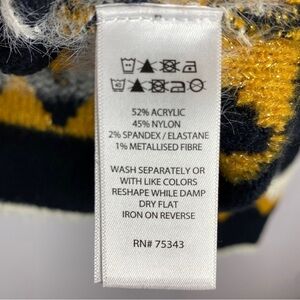 52% ACRYLIC
45% NYLON
2% SPANDEX / ELASTANE
1% METALLISED FIBRE
WASH SEPARATELY OR
WITH LIKE COLORS
RESHAPE WHILE DAMP
DRY FLAT
IRON ON REVERSE
RN# 75343